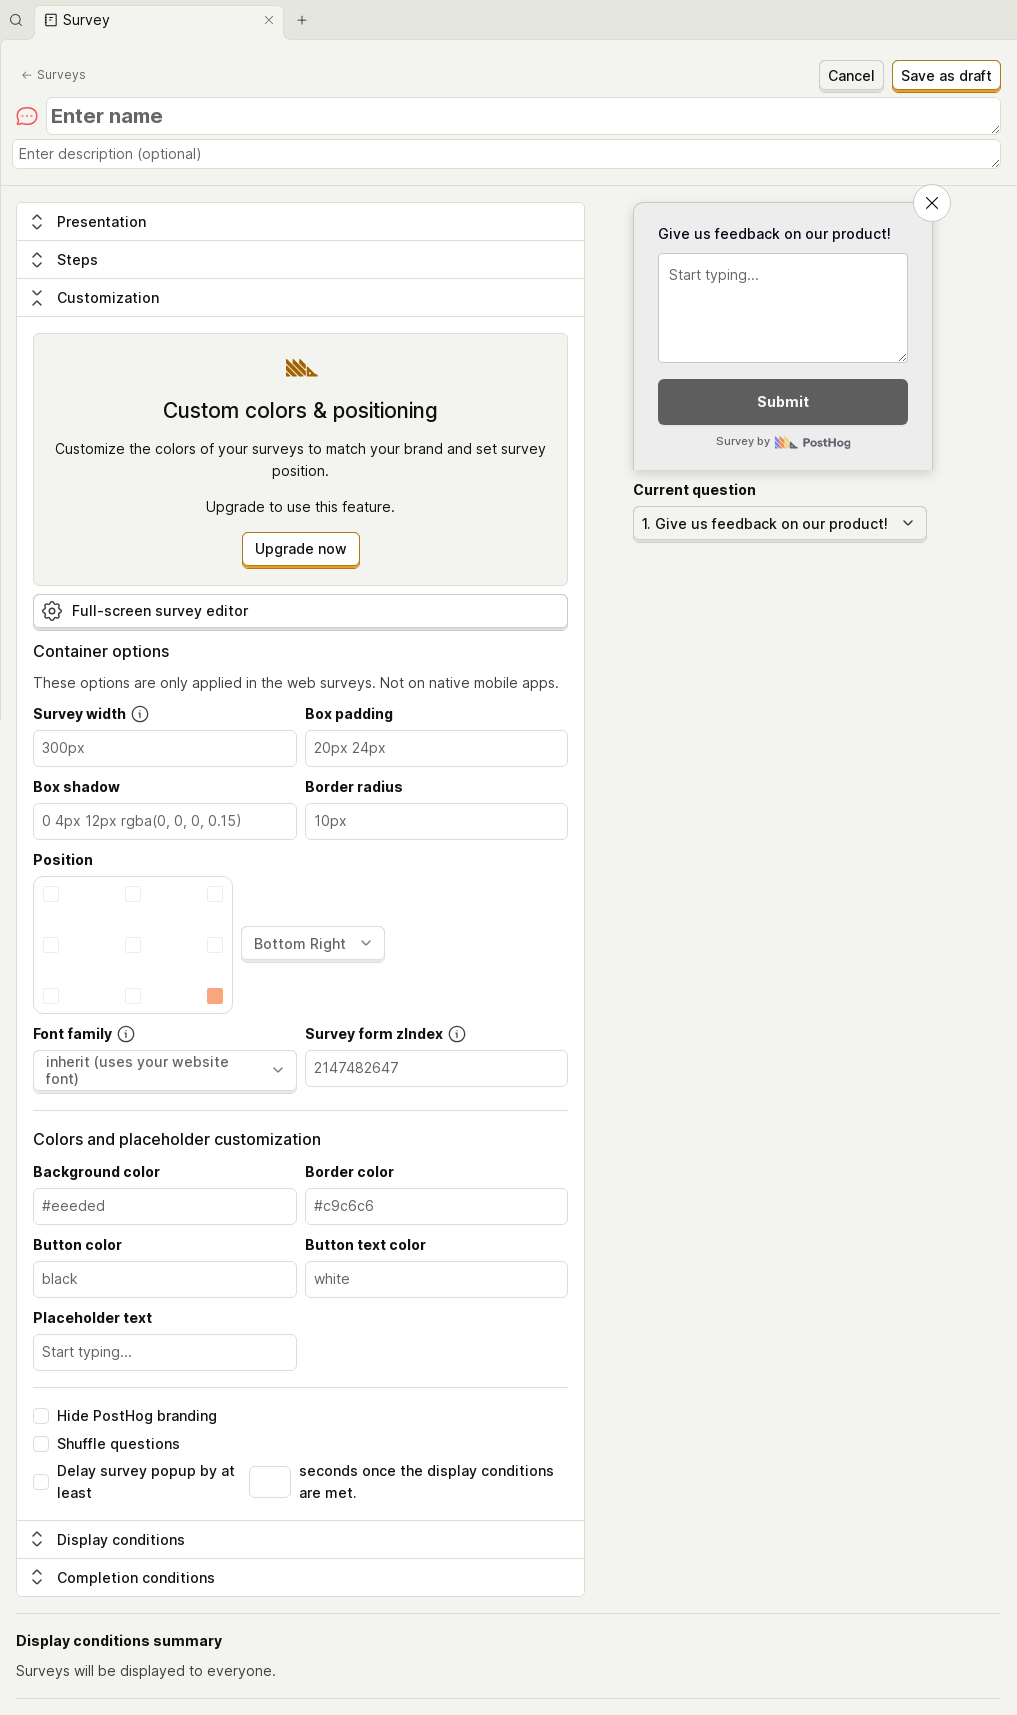 Survey
Surveys
Cancel
Save as draft
Enter name
Enter description (optional)
Presentation
Steps
Customization
Custom colors & positioning
Customize the colors of your surveys to match your brand and set survey
position.
Upgrade to use this feature.
Upgrade now
Full-screen survey editor
Container options
These options are only applied in the web surveys. Not on native mobile apps.
Survey width
Box padding
300px
20px 24px
Box shadow
Border radius
0 4px 12px rgba(0, 0, 0, 0.15)
10px
Position
Bottom Right
Font family
Survey form zIndex
inherit (uses your website
font)
2147482647
Colors and placeholder customization
Background color
Border color
#eeeded
#c9c6c6
Button color
Button text color
black
white
Placeholder text
Start typing...
Hide PostHog branding
Shuffle questions
Delay survey popup by at
least
seconds once the display conditions
are met.
Display conditions
Completion conditions
Give us feedback on our product!
Start typing...
Submit
Survey by PostHog
Current question
1. Give us feedback on our product!
Display conditions summary
Surveys will be displayed to everyone.